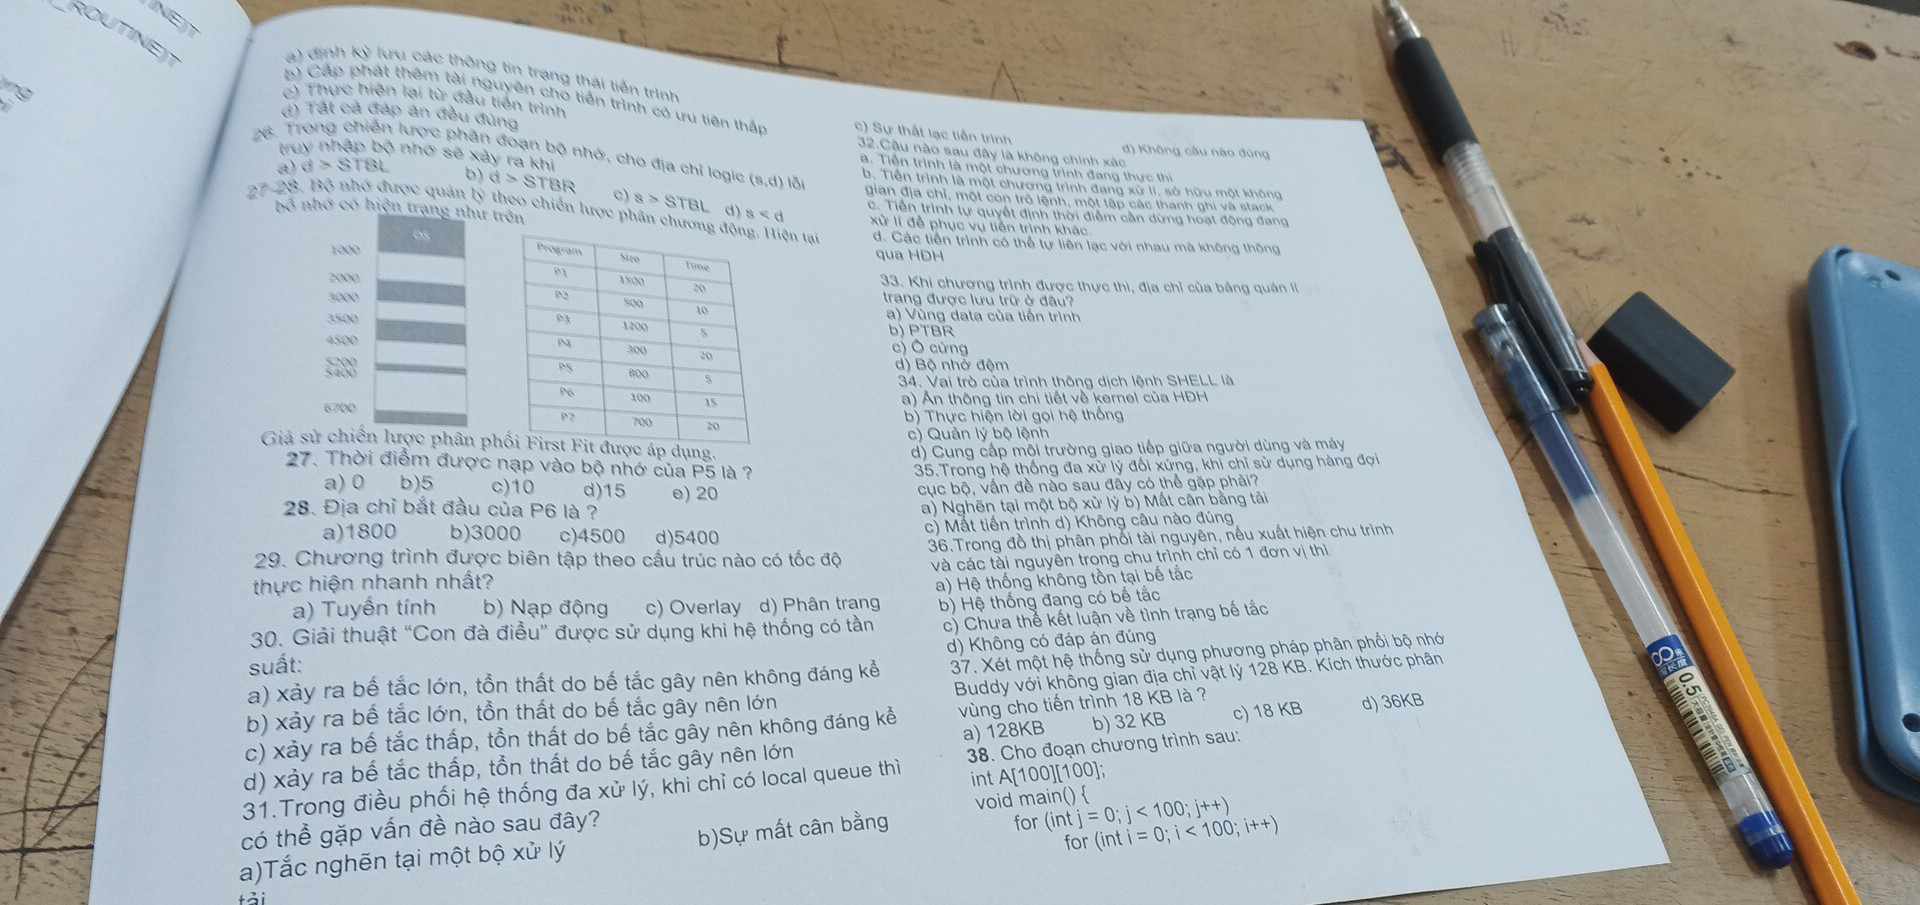 ROUTINE]T
INE]T
a) định kỳ lưu các thông tin trạng thái tiến trình
b) Cấp phát thêm tài nguyên cho tiến trình có ưu tiên thấp
c) Thực hiện lại từ đầu tiến trình
d) Tất cả đáp án đều đúng
26. Trong chiến lược phân đoạn bộ nhớ, cho địa chỉ logic (s,d) lỗi
truy nhập bộ nhớ sẽ xảy ra khi
a) d > STBL b) d > STBR c) s > STBL d) s < d
27-28. Bộ nhớ được quản lý theo chiến lược phân chương động. Hiện tại
bộ nhớ có hiện trạng như trên
OS
1000
2000
3000
3500
4500
5200
5400
6700
Program Size Time
P1 1800 20
P2 500 10
P3 1200 5
P4 300 20
P5 800 5
P6 100 15
P7 700 20
Giả sử chiến lược phân phối First Fit được áp dụng.
27. Thời điểm được nạp vào bộ nhớ của P5 là ?
a) 0 b)5 c)10 d)15 e) 20
28. Địa chỉ bắt đầu của P6 là ?
a)1800 b)3000 c)4500 d)5400
29. Chương trình được biên tập theo cấu trúc nào có tốc độ
thực hiện nhanh nhất?
a) Tuyến tính b) Nạp động c) Overlay d) Phân trang
30. Giải thuật “Con đà điểu” được sử dụng khi hệ thống có tần
suất:
a) xảy ra bế tắc lớn, tổn thất do bế tắc gây nên không đáng kể
b) xảy ra bế tắc lớn, tổn thất do bế tắc gây nên lớn
c) xảy ra bế tắc thấp, tổn thất do bế tắc gây nên không đáng kể
d) xảy ra bế tắc thấp, tổn thất do bế tắc gây nên lớn
31.Trong điều phối hệ thống đa xử lý, khi chỉ có local queue thì
có thể gặp vấn đề nào sau đây?
a)Tắc nghẽn tại một bộ xử lý b)Sự mất cân bằng
tải
c) Sự thất lạc tiến trình d) Không câu nào đúng
32.Câu nào sau đây là không chính xác
a. Tiến trình là một chương trình đang thực thi
b. Tiến trình là một chương trình đang xử lí, sở hữu một không
gian địa chỉ, một con trỏ lệnh, một tập các thanh ghi và stack
c. Tiến trình tự quyết định thời điểm cần dừng hoạt động đang
xử lí để phục vụ tiến trình khác
d. Các tiến trình có thể tự liên lạc với nhau mà không thông
qua HĐH
33. Khi chương trình được thực thi, địa chỉ của bảng quản lí
trang được lưu trữ ở đâu?
a) Vùng data của tiến trình
b) PTBR
c) Ổ cứng
d) Bộ nhớ đệm
34. Vai trò của trình thông dịch lệnh SHELL là
a) Ẩn thông tin chi tiết về kernel của HĐH
b) Thực hiện lời gọi hệ thống
c) Quản lý bộ lệnh
d) Cung cấp môi trường giao tiếp giữa người dùng và máy
35.Trong hệ thống đa xử lý đối xứng, khi chỉ sử dụng hàng đợi
cục bộ, vấn đề nào sau đây có thể gặp phải?
a) Nghẽn tại một bộ xử lý b) Mất cân bằng tải
c) Mất tiến trình d) Không câu nào đúng
36.Trong đồ thị phân phối tài nguyên, nếu xuất hiện chu trình
và các tài nguyên trong chu trình chỉ có 1 đơn vị thì
a) Hệ thống không tồn tại bế tắc
b) Hệ thống đang có bế tắc
c) Chưa thể kết luận về tình trạng bế tắc
d) Không có đáp án đúng
37. Xét một hệ thống sử dụng phương pháp phân phối bộ nhớ
Buddy với không gian địa chỉ vật lý 128 KB. Kích thước phân
vùng cho tiến trình 18 KB là ?
a) 128KB b) 32 KB c) 18 KB d) 36KB
38. Cho đoạn chương trình sau:
int A[100][100];
void main() {
for (int j = 0; j < 100; j++)
for (int i = 0; i < 100; i++)
0.5